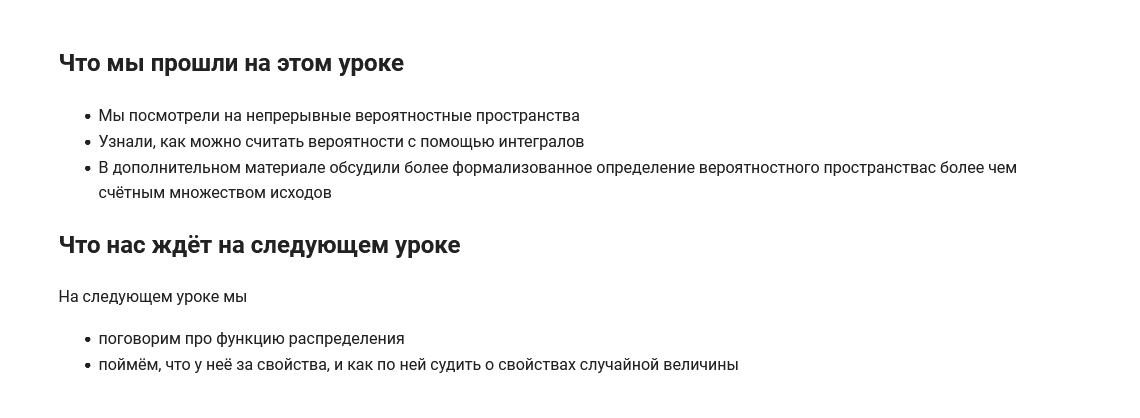 Что мы прошли на этом уроке
• Мы посмотрели на непрерывные вероятностные пространства
• Узнали, как можно считать вероятности с помощью интегралов
• В дополнительном материале обсудили более формализованное определение вероятностного пространствас более чем
счётным множеством исходов
Что нас ждёт на следующем уроке
На следующем уроке мы
• поговорим про функцию распределения
• поймём, что у неё за свойства, и как по ней судить о свойствах случайной величины